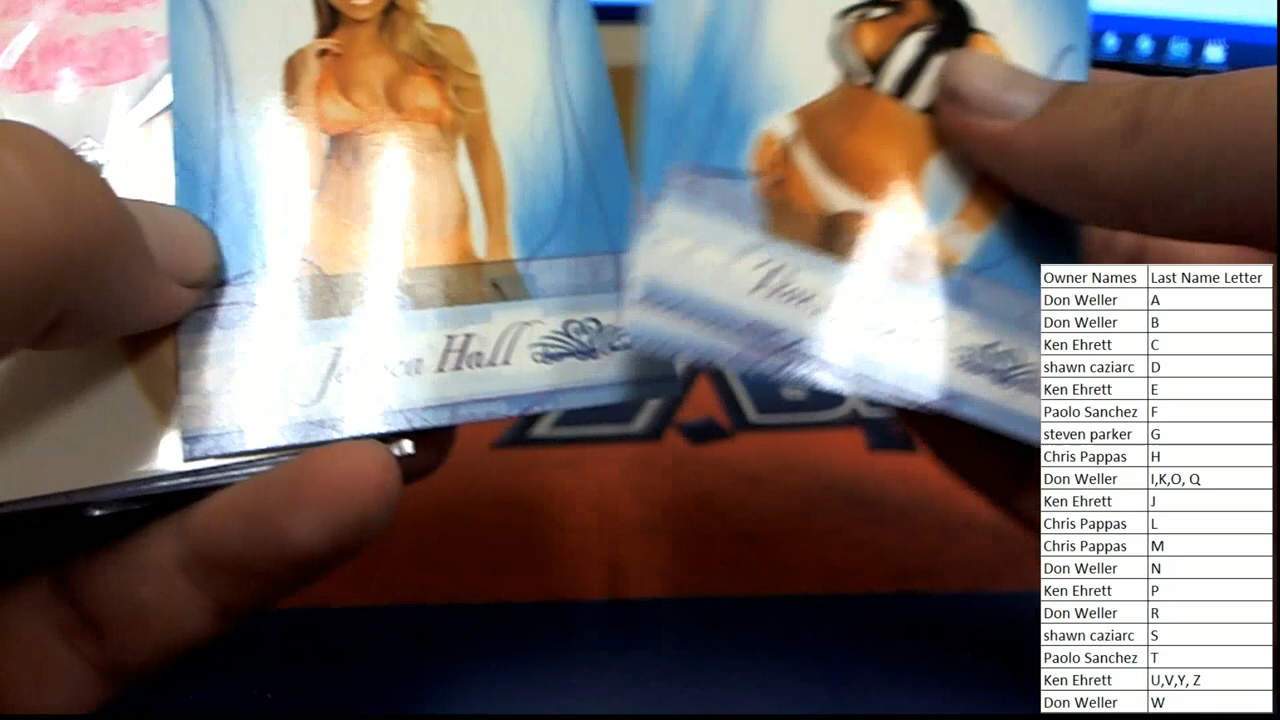 Jessica Hall
Owner Names Last Name Letter
Don Weller A
Don Weller B
Ken Ehrett C
shawn caziarc D
Ken Ehrett E
Paolo Sanchez F
steven parker G
Chris Pappas H
Don Weller I,K,O, Q
Ken Ehrett J
Chris Pappas L
Chris Pappas M
Don Weller N
Ken Ehrett P
Don Weller R
shawn caziarc S
Paolo Sanchez T
Ken Ehrett U,V,Y, Z
Don Weller W